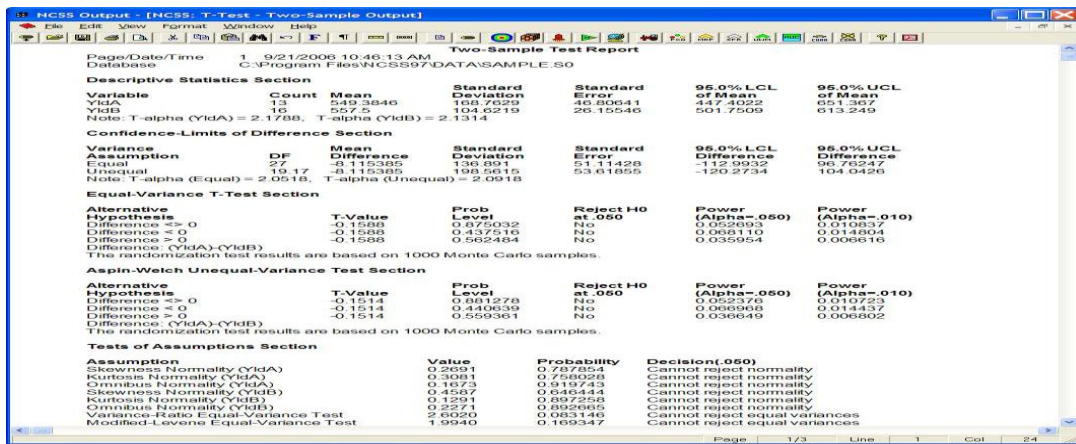 NCSS Output - [NCSS: T-Test - Two-Sample Output]
File Edit View Format Window Help
Two-Sample Test Report
Page/Date/Time 1 9/21/2006 10:46:13 AM
Database C:\Program Files\NCSS97\DATA\SAMPLE.S0
Descriptive Statistics Section
Standard Standard 95.0% LCL 95.0% UCL
Variable Count Mean Deviation Error of Mean of Mean
YldA 13 549.3846 168.7629 46.80641 447.4022 651.367
YldB 16 557.5 104.6219 26.15546 501.7509 613.249
Note: T-alpha (YldA) = 2.1788, T-alpha (YldB) = 2.1314
Confidence-Limits of Difference Section
Variance Mean Standard Standard 95.0% LCL 95.0% UCL
Assumption DF Difference Deviation Error Difference Difference
Equal 27 -8.115385 136.891 51.11428 -112.9932 96.76247
Unequal 19.17 -8.115385 198.5615 53.61855 -120.2734 104.0426
Note: T-alpha (Equal) = 2.0518, T-alpha (Unequal) = 2.0918
Equal-Variance T-Test Section
Alternative Prob Reject H0 Power Power
Hypothesis T-Value Level at .050 (Alpha=.050) (Alpha=.010)
Difference <> 0 -0.1588 0.875032 No 0.052693 0.010837
Difference < 0 -0.1588 0.437516 No 0.068110 0.014804
Difference > 0 -0.1588 0.562484 No 0.035954 0.006616
Difference: (YldA)-(YldB)
The randomization test results are based on 1000 Monte Carlo samples.
Aspin-Welch Unequal-Variance Test Section
Alternative Prob Reject H0 Power Power
Hypothesis T-Value Level at .050 (Alpha=.050) (Alpha=.010)
Difference <> 0 -0.1514 0.881278 No 0.052376 0.010723
Difference < 0 -0.1514 0.440639 No 0.066968 0.014437
Difference > 0 -0.1514 0.559361 No 0.036649 0.006802
Difference: (YldA)-(YldB)
The randomization test results are based on 1000 Monte Carlo samples.
Tests of Assumptions Section
Assumption Value Probability Decision(.050)
Skewness Normality (YldA) 0.2691 0.787854 Cannot reject normality
Kurtosis Normality (YldA) 0.3081 0.758028 Cannot reject normality
Omnibus Normality (YldA) 0.1673 0.919743 Cannot reject normality
Skewness Normality (YldB) 0.4587 0.646444 Cannot reject normality
Kurtosis Normality (YldB) 0.1291 0.897258 Cannot reject normality
Omnibus Normality (YldB) 0.2271 0.892665 Cannot reject normality
Variance-Ratio Equal-Variance Test 2.6020 0.083146 Cannot reject equal variances
Modified-Levene Equal-Variance Test 1.9940 0.169347 Cannot reject equal variances
Page 1/3 Line 1 Col 24